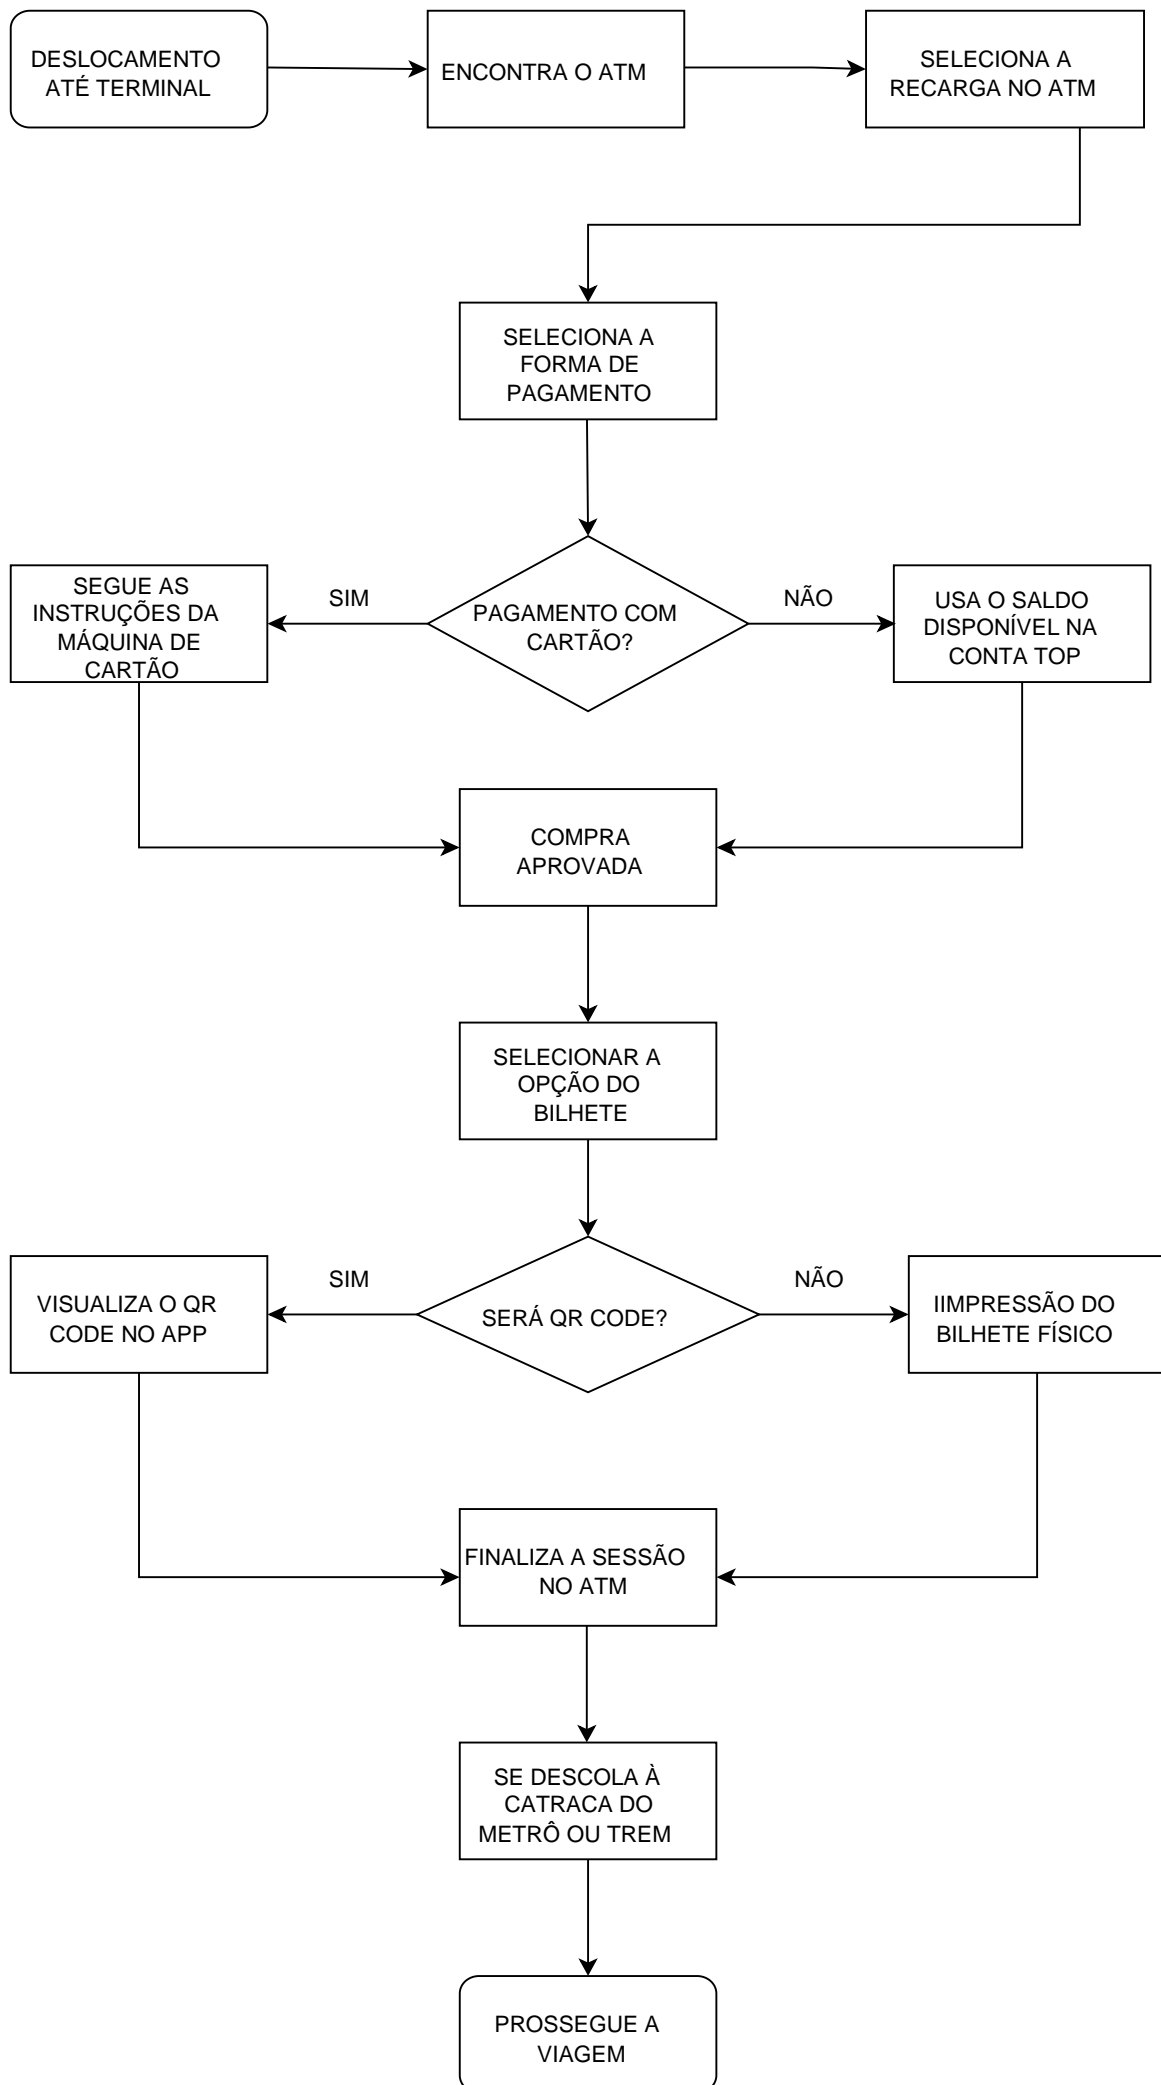 DESLOCAMENTO
ATÉ TERMINAL
ENCONTRA O ATM
SELECIONA A
RECARGA NO ATM
SELECIONA A
FORMA DE
PAGAMENTO
SEGUE AS
INSTRUÇÕES DA
MÁQUINA DE
CARTÃO
SIM
PAGAMENTO COM
CARTÃO?
NÃO
USA O SALDO
DISPONÍVEL NA
CONTA TOP
COMPRA
APROVADA
SELECIONAR A
OPÇÃO DO
BILHETE
VISUALIZA O QR
CODE NO APP
SIM
SERÁ QR CODE?
NÃO
IIMPRESSÃO DO
BILHETE FÍSICO
FINALIZA A SESSÃO
NO ATM
SE DESCOLA À
CATRACA DO
METRÔ OU TREM
PROSSEGUE A
VIAGEM